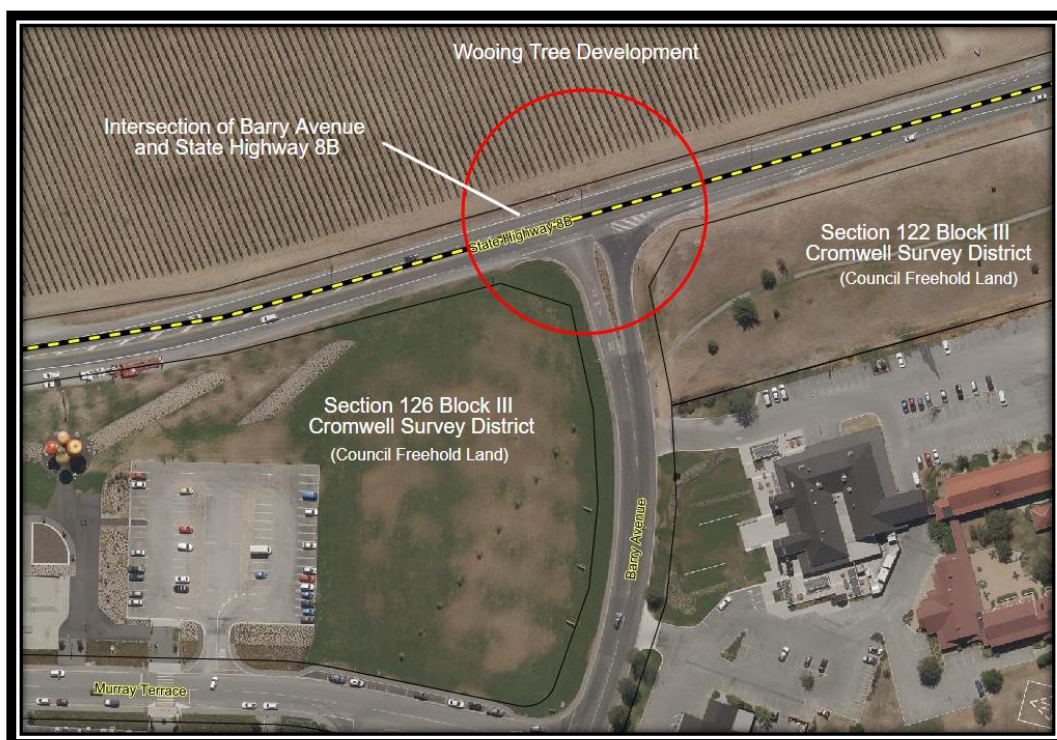 Wooing Tree Development
Intersection of Barry Avenue
and State Highway 8B
State Highway 8B
Section 122 Block III
Cromwell Survey District
(Council Freehold Land)
Section 126 Block III
Cromwell Survey District
(Council Freehold Land)
Barry Avenue
Murray Terrace